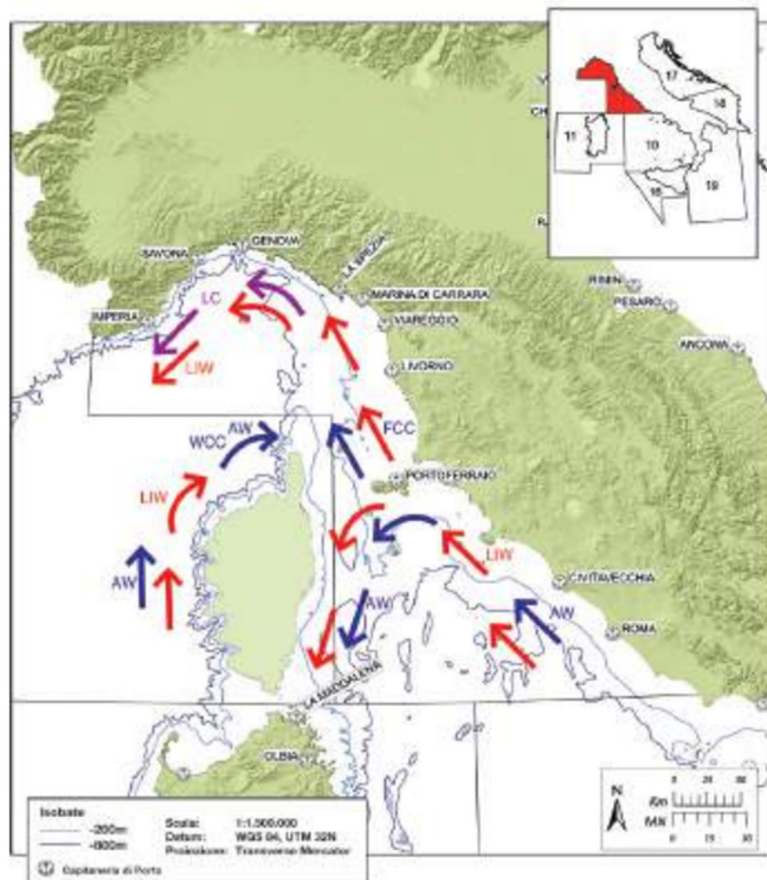 17
18
11
10
16
19
GENOVA
SAVONA
LA SPEZIA
RIMIN
LC
MARINA DI CARRARA
PESARO
IMPERIA
VIAREGGIO
ANCONA
LIW
LIVORNO
AW
WCC
FCC
PORTOFERRAIO
LIW
LIW
AW
CIVITAVECCHIA
AW
AW
ROMA
LA MADDALENA
OLBIA
N
Km
MN
Isobate
-200m
-800m
Scala: 1:1.500.000
Datum: WGS 84, UTM 32N
Proiezione: Transverse Mercator
Capitaneria di Porto